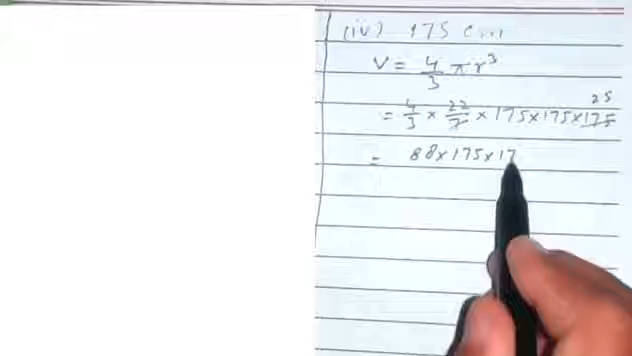 (iv) 175 cm
V = 4/3 πr³
= 4/3 × 22/7 × 175×175×175 25
= 88×175×17